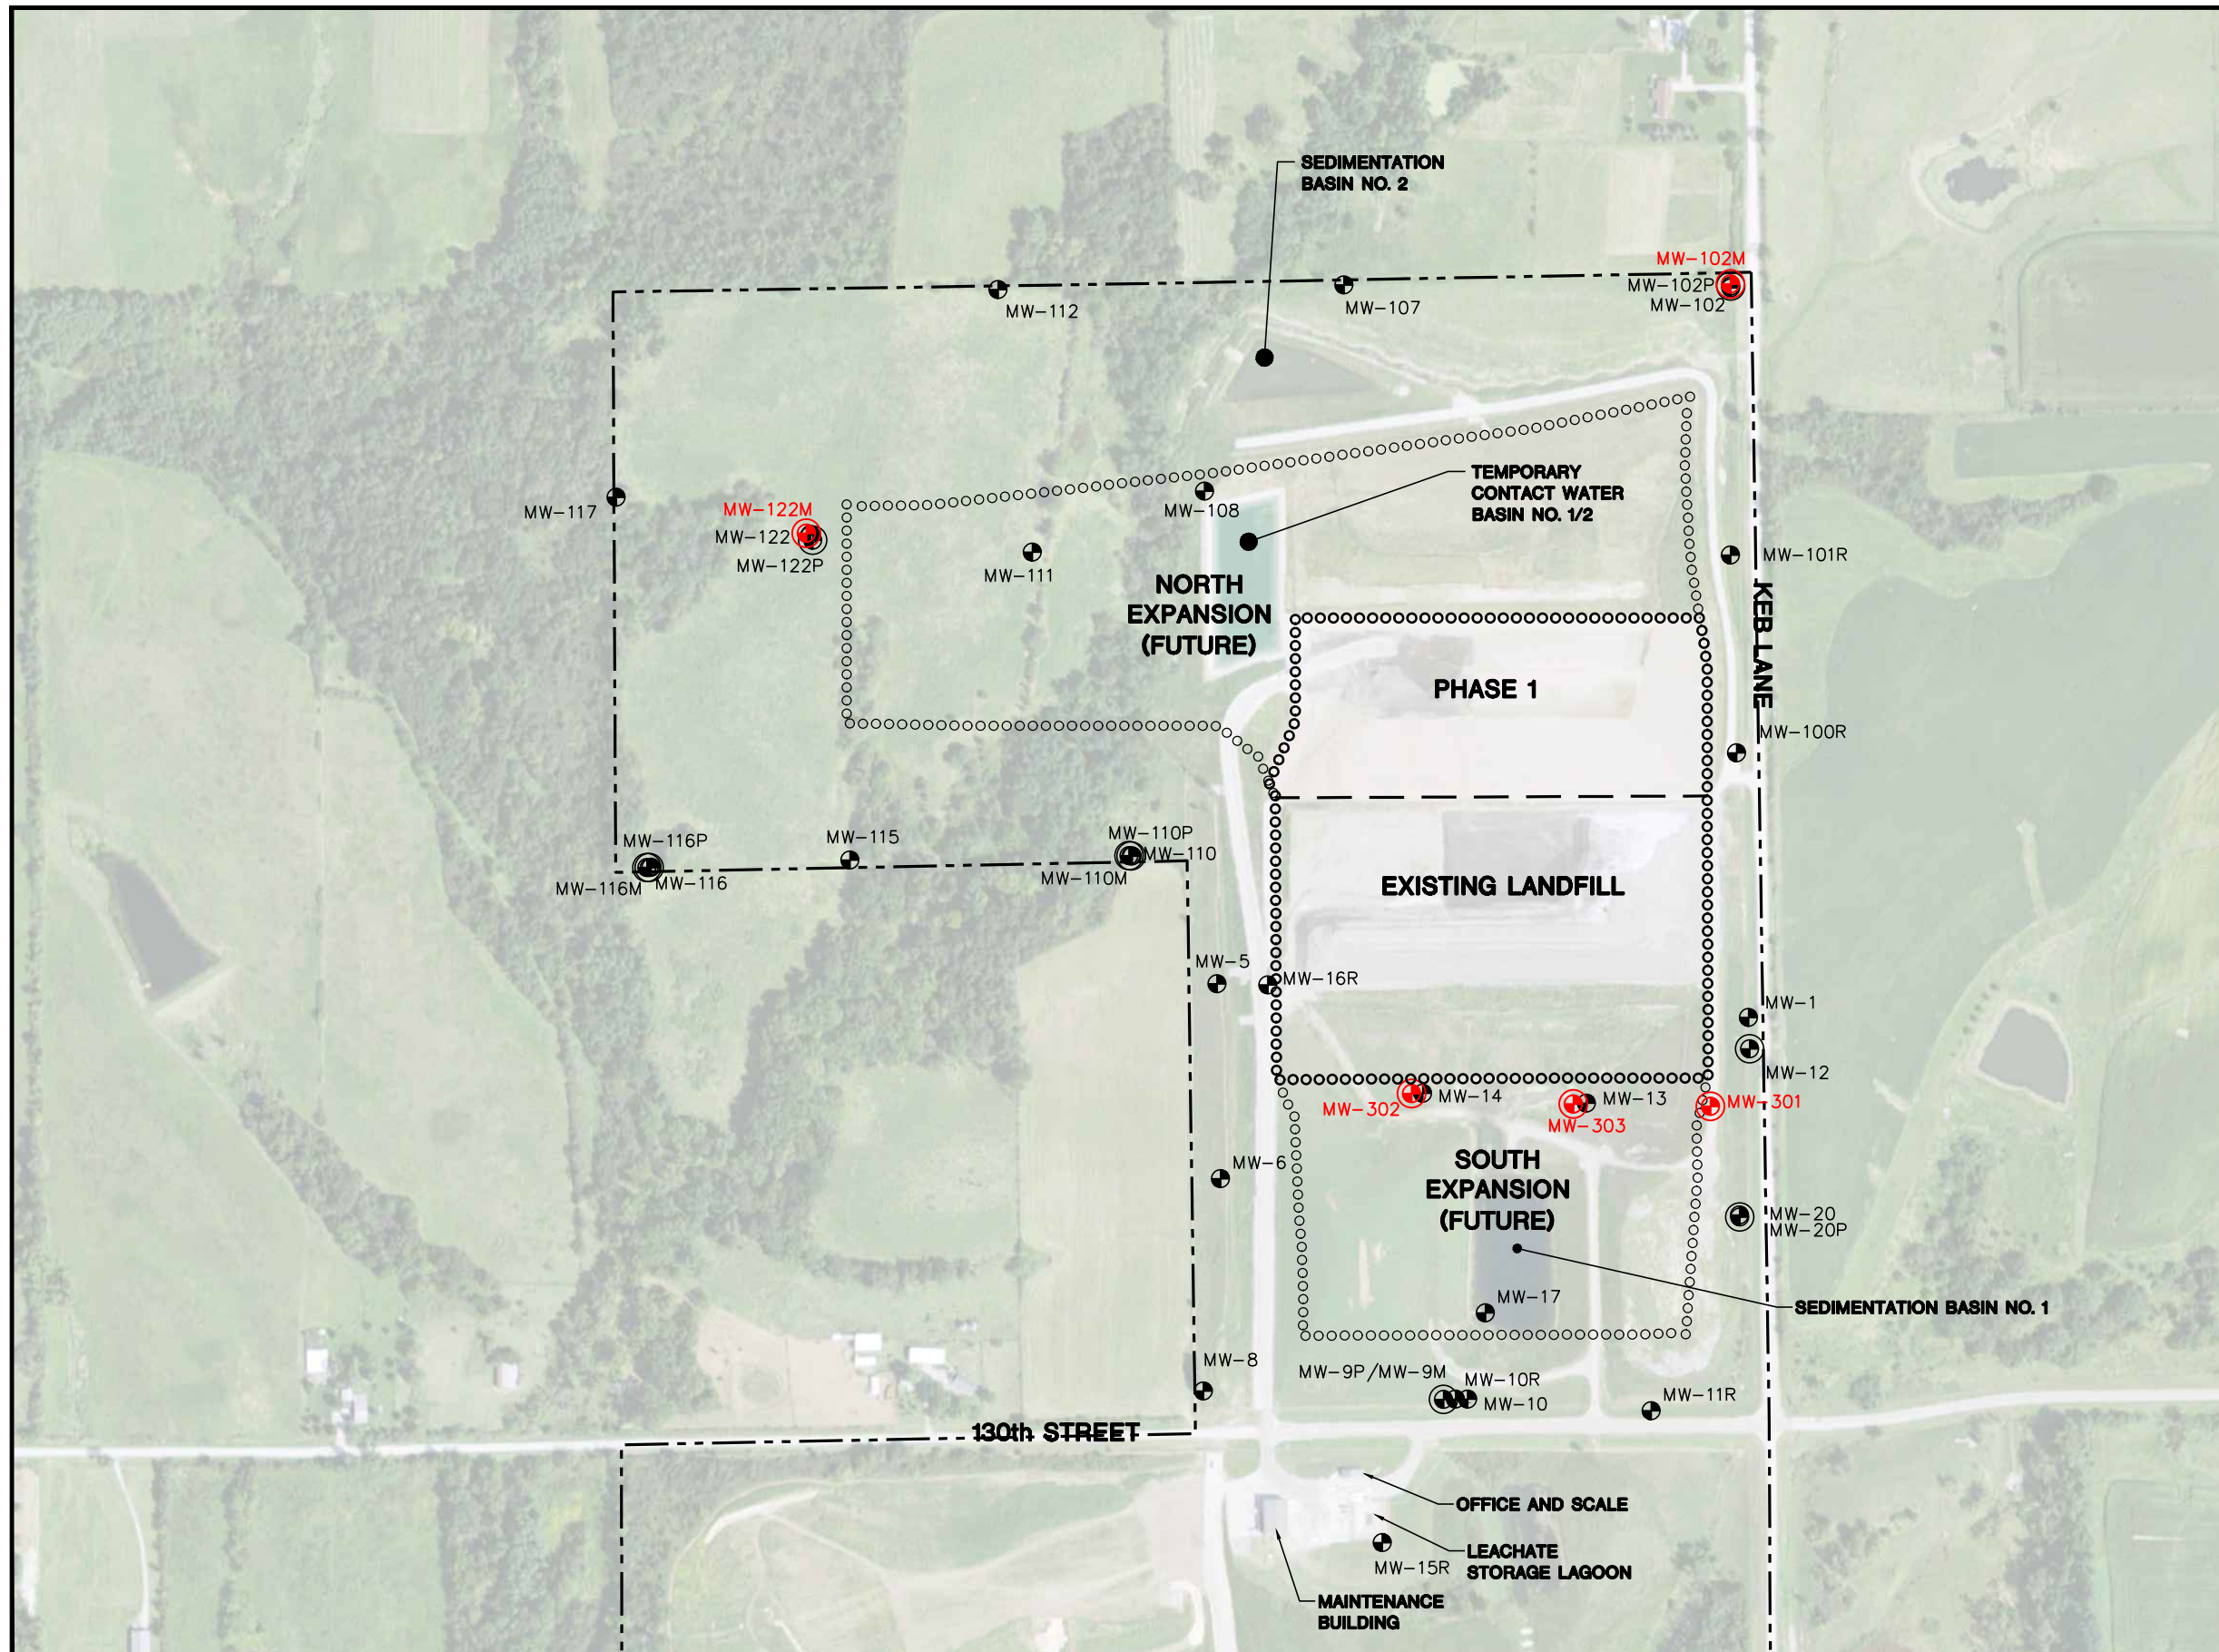 SEDIMENTATION
BASIN NO. 2
MW-102M
MW-102P
MW-102
MW-112
MW-107
TEMPORARY
CONTACT WATER
BASIN NO. 1/2
MW-117
MW-122M
MW-122
MW-122P
MW-108
MW-111
MW-101R
NORTH
EXPANSION
(FUTURE)
KEB LANE
PHASE 1
MW-100R
MW-116P
MW-116M
MW-116
MW-115
MW-110P
MW-110
MW-110M
EXISTING LANDFILL
MW-5
MW-16R
MW-1
MW-12
MW-302
MW-14
MW-13
MW-303
MW-301
MW-6
SOUTH
EXPANSION
(FUTURE)
MW-20
MW-20P
MW-17
SEDIMENTATION BASIN NO. 1
MW-8
MW-9P/MW-9M
MW-10R
MW-10
MW-11R
130th STREET
OFFICE AND SCALE
LEACHATE
STORAGE LAGOON
MW-15R
MAINTENANCE
BUILDING